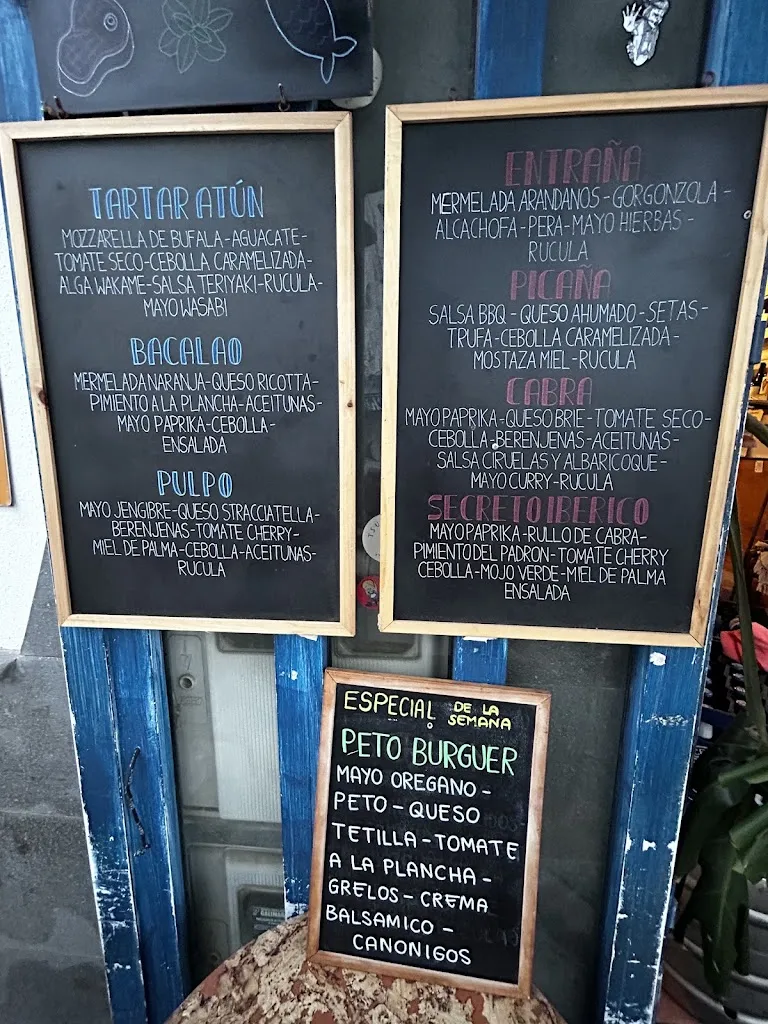 TARTAR ATÚN
MOZZARELLA DE BUFALA-AGUACATE-
TOMATE SECO-CEBOLLA CARAMELIZADA-
ALGA WAKAME-SALSA TERIYAKI-RUCULA-
MAYO WASABI
BACALAO
MERMELADA NARANJA-QUESO RICOTTA-
PIMIENTO A LA PLANCHA-ACEITUNAS-
MAYO PAPRIKA-CEBOLLA-
ENSALADA
PULPO
MAYO JENGIBRE-QUESO STRACCIATELLA-
BERENJENAS-TOMATE CHERRY-
MIEL DE PALMA-CEBOLLA-ACEITUNAS-
RUCULA
ENTRAÑA
MERMELADA ARANDANOS-GORGONZOLA-
ALCACHOFA-PERA-MAYO HIERBAS-
RUCULA
PICAÑA
SALSA BBQ-QUESO AHUMADO-SETAS-
TRUFA-CEBOLLA CARAMELIZADA-
MOSTAZA MIEL-RUCULA
CABRA
MAYO PAPRIKA-QUESO BRIE-TOMATE SECO-
CEBOLLA-BERENJENAS-ACEITUNAS-
SALSA CIRUELAS Y ALBARICOQUE-
MAYO CURRY-RUCULA
SECRETO IBERICO
MAYO PAPRIKA-RULLO DE CABRA-
PIMIENTO DEL PADRON-TOMATE CHERRY
CEBOLLA-MOJO VERDE-MIEL DE PALMA
ENSALADA
ESPECIAL DE LA SEMANA
PETO BURGUER
MAYO OREGANO-
PETO-QUESO
TETILLA-TOMATE
A LA PLANCHA-
GRELOS-CREMA
BALSAMICO-
CANONIGOS